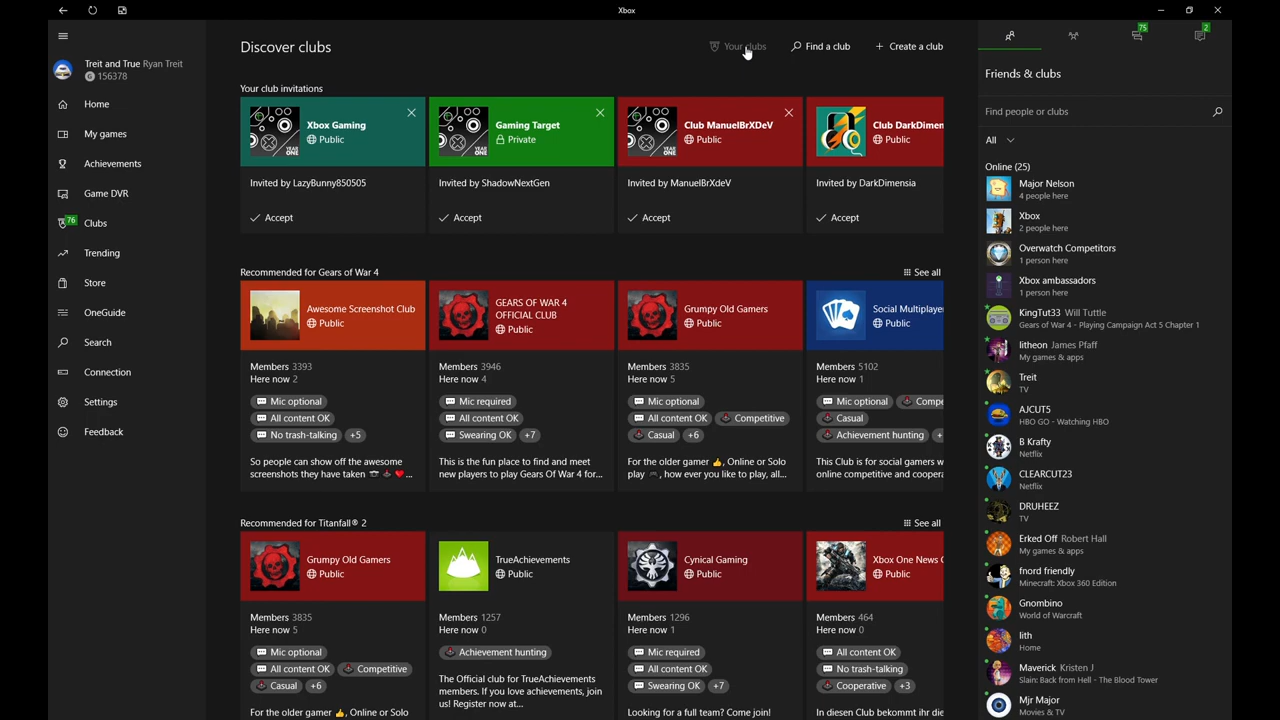 Xbox
Treit and True Ryan Treit
G 156378
Home
My games
Achievements
Game DVR
76
Clubs
Trending
Store
OneGuide
Search
Connection
Settings
Feedback
Discover clubs
Your clubs
Find a club
+ Create a club
Your club invitations
YEAR ONE
Xbox Gaming
Public
Invited by LazyBunny850505
Accept
YEAR ONE
Gaming Target
Private
Invited by ShadowNextGen
Accept
YEAR ONE
Club ManuelBrXDeV
Public
Invited by ManuelBrXdeV
Accept
Club DarkDimen
Public
Invited by DarkDimensia
Accept
Recommended for Gears of War 4
See all
Awesome Screenshot Club
Public
Members 3393
Here now 2
Mic optional
All content OK
No trash-talking +5
So people can show off the awesome
screenshots they have taken 🎓 🎮 ❤️ ...
GEARS OF WAR 4
OFFICIAL CLUB
Public
Members 3946
Here now 4
Mic required
All content OK
Swearing OK +7
This is the fun place to find and meet
new players to play Gears Of War 4 for...
Grumpy Old Gamers
Public
Members 3835
Here now 5
Mic optional
All content OK Competitive
Casual +6
For the older gamer 👍, Online or Solo
play 🎮, how ever you like to play, all...
Social Multiplaye
Public
Members 5102
Here now 1
Mic optional Compe
Casual
Achievement hunting +
This Club is for social gamers w
online competitive and coopera
Recommended for Titanfall® 2
See all
Grumpy Old Gamers
Public
Members 3835
Here now 5
Mic optional
All content OK Competitive
Casual +6
For the older gamer 👍, Online or Solo
TrueAchievements
Public
Members 1257
Here now 0
Achievement hunting
The Official club for TrueAchievements
members. If you love achievements, join
us! Register now at...
Cynical Gaming
Public
Members 1296
Here now 1
Mic required
All content OK
Swearing OK +7
Looking for a full team? Come join!
Xbox One News G
Public
Members 464
Here now 0
All content OK
No trash-talking
Cooperative +3
In diesen Club bekommt ihr die
75
2
Friends & clubs
Find people or clubs
All
Online (25)
Major Nelson
4 people here
Xbox
2 people here
Overwatch Competitors
1 person here
Xbox ambassadors
1 person here
KingTut33 Will Tuttle
Gears of War 4 - Playing Campaign Act 5 Chapter 1
litheon James Pfaff
My games & apps
Treit
TV
AJCUT5
HBO GO - Watching HBO
B Krafty
Netflix
CLEARCUT23
Netflix
DRUHEEZ
TV
Erked Off Robert Hall
My games & apps
fnord friendly
Minecraft: Xbox 360 Edition
Gnombino
World of Warcraft
lith
Home
Maverick Kristen J
Slain: Back from Hell - The Blood Tower
Mjr Major
Movies & TV